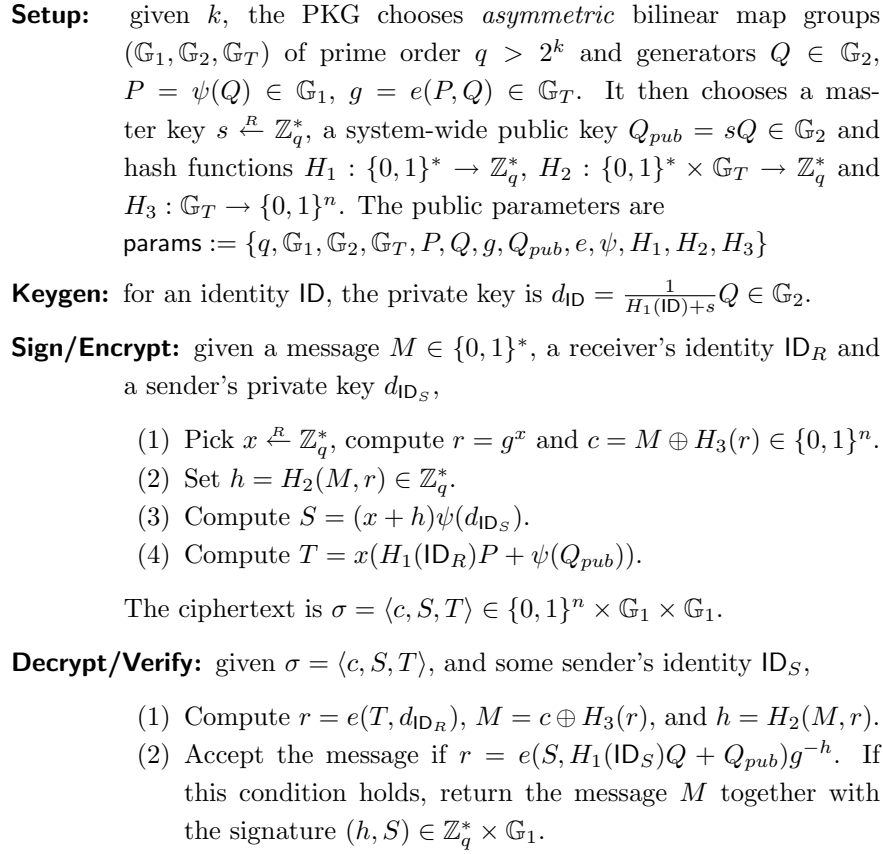 Setup: given k, the PKG chooses asymmetric bilinear map groups
(𝔾₁, 𝔾₂, 𝔾_T) of prime order q > 2^k and generators Q ∈ 𝔾₂,
P = ψ(Q) ∈ 𝔾₁, g = e(P, Q) ∈ 𝔾_T. It then chooses a mas-
ter key s ←ᴿ ℤ*_q, a system-wide public key Q_pub = sQ ∈ 𝔾₂ and
hash functions H₁ : {0, 1}* → ℤ*_q, H₂ : {0, 1}* × 𝔾_T → ℤ*_q and
H₃ : 𝔾_T → {0, 1}^n. The public parameters are
params := {q, 𝔾₁, 𝔾₂, 𝔾_T, P, Q, g, Q_pub, e, ψ, H₁, H₂, H₃}
Keygen: for an identity ID, the private key is d_ID = 1/(H₁(ID)+s) Q ∈ 𝔾₂.
Sign/Encrypt: given a message M ∈ {0, 1}*, a receiver's identity ID_R and
a sender's private key d_ID_S,
(1) Pick x ←ᴿ ℤ*_q, compute r = g^x and c = M ⊕ H₃(r) ∈ {0, 1}^n.
(2) Set h = H₂(M, r) ∈ ℤ*_q.
(3) Compute S = (x + h)ψ(d_ID_S).
(4) Compute T = x(H₁(ID_R)P + ψ(Q_pub)).
The ciphertext is σ = ⟨c, S, T⟩ ∈ {0, 1}^n × 𝔾₁ × 𝔾₁.
Decrypt/Verify: given σ = ⟨c, S, T⟩, and some sender's identity ID_S,
(1) Compute r = e(T, d_ID_R), M = c ⊕ H₃(r), and h = H₂(M, r).
(2) Accept the message if r = e(S, H₁(ID_S)Q + Q_pub)g^{−h}. If
this condition holds, return the message M together with
the signature (h, S) ∈ ℤ*_q × 𝔾₁.